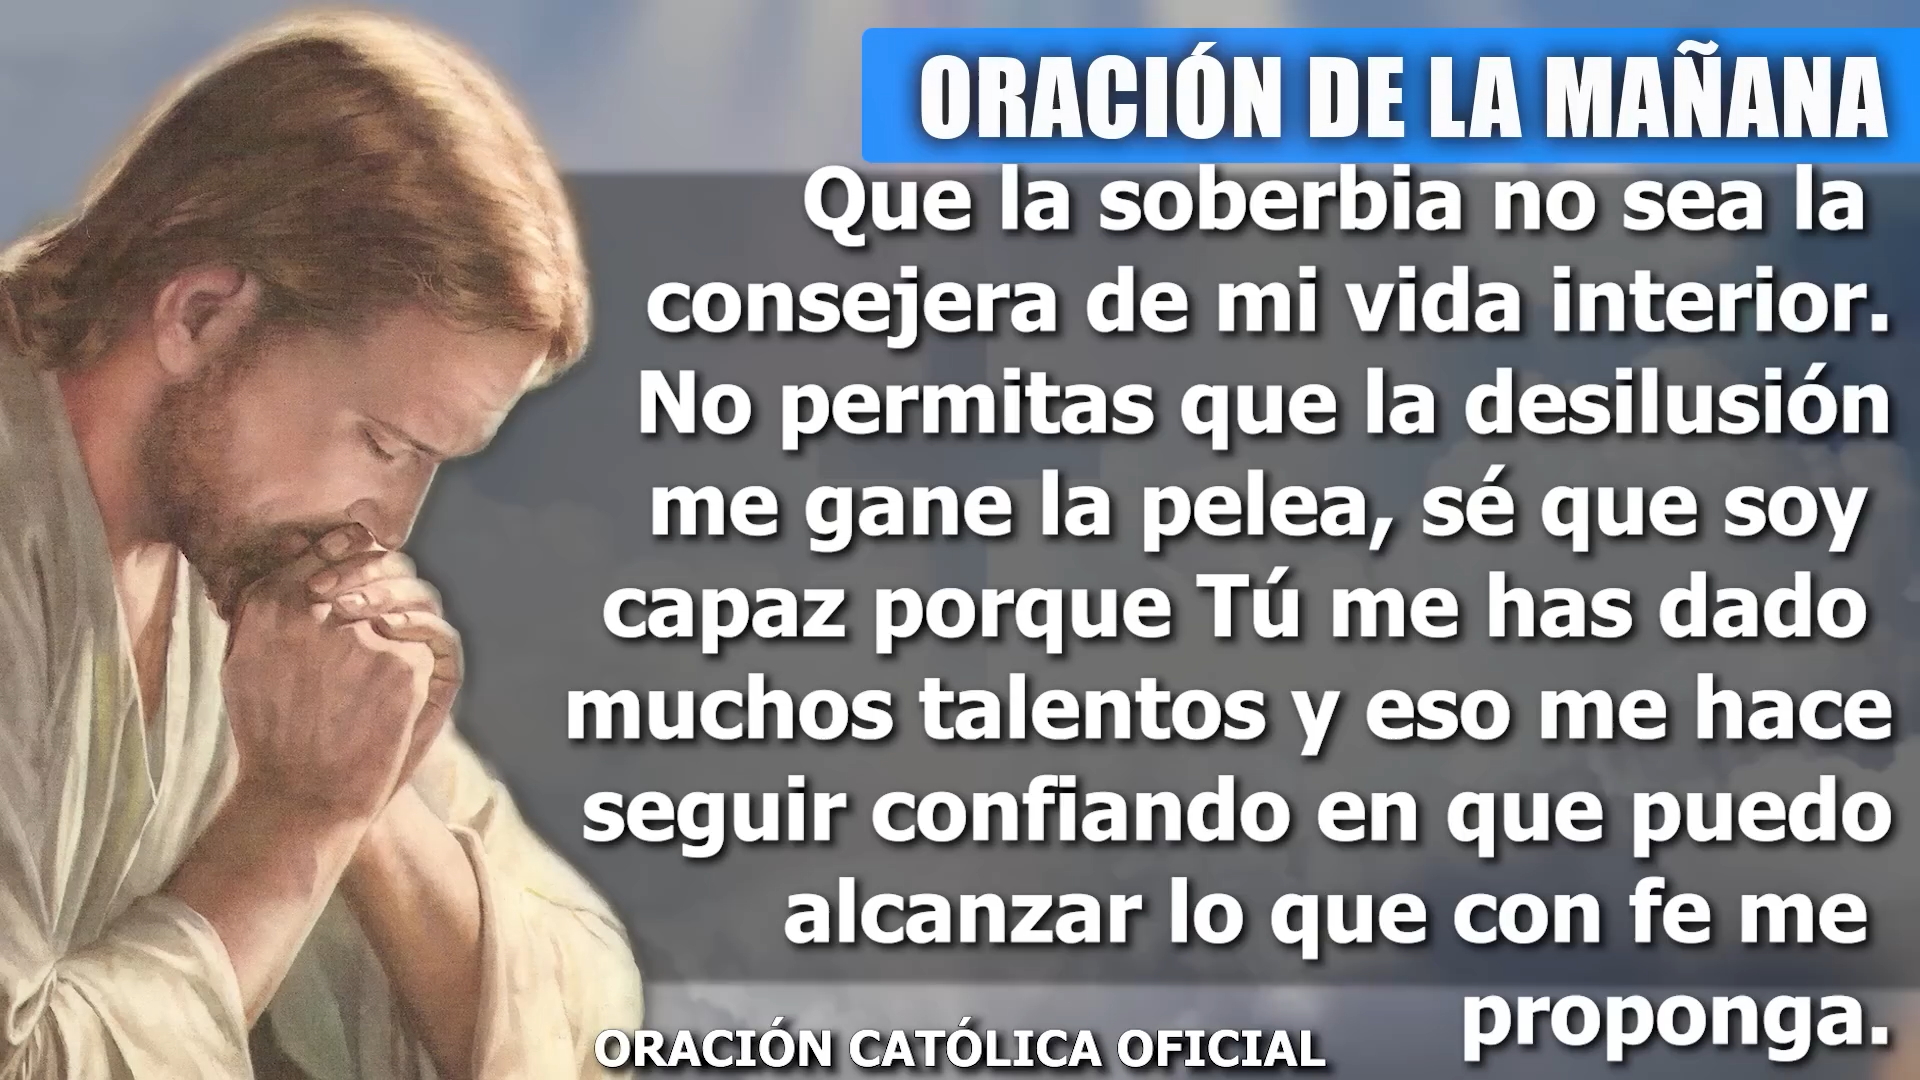 ORACIÓN DE LA MAÑANA
Que la soberbia no sea la
consejera de mi vida interior.
No permitas que la desilusión
me gane la pelea, sé que soy
capaz porque Tú me has dado
muchos talentos y eso me hace
seguir confiando en que puedo
alcanzar lo que con fe me
proponga.
ORACIÓN CATÓLICA OFICIAL